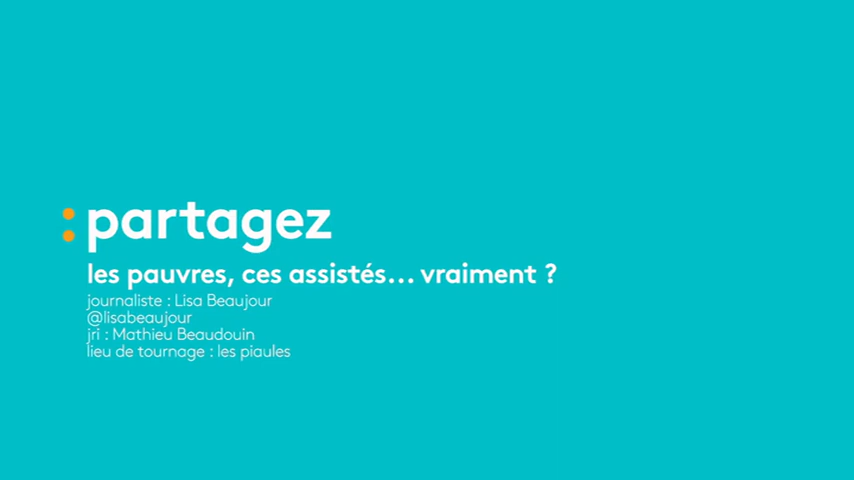 : partagez
les pauvres, ces assistés... vraiment ?
journaliste : Lisa Beaujour
@lisabeaujour
jri : Mathieu Beaudouin
lieu de tournage : les piaules